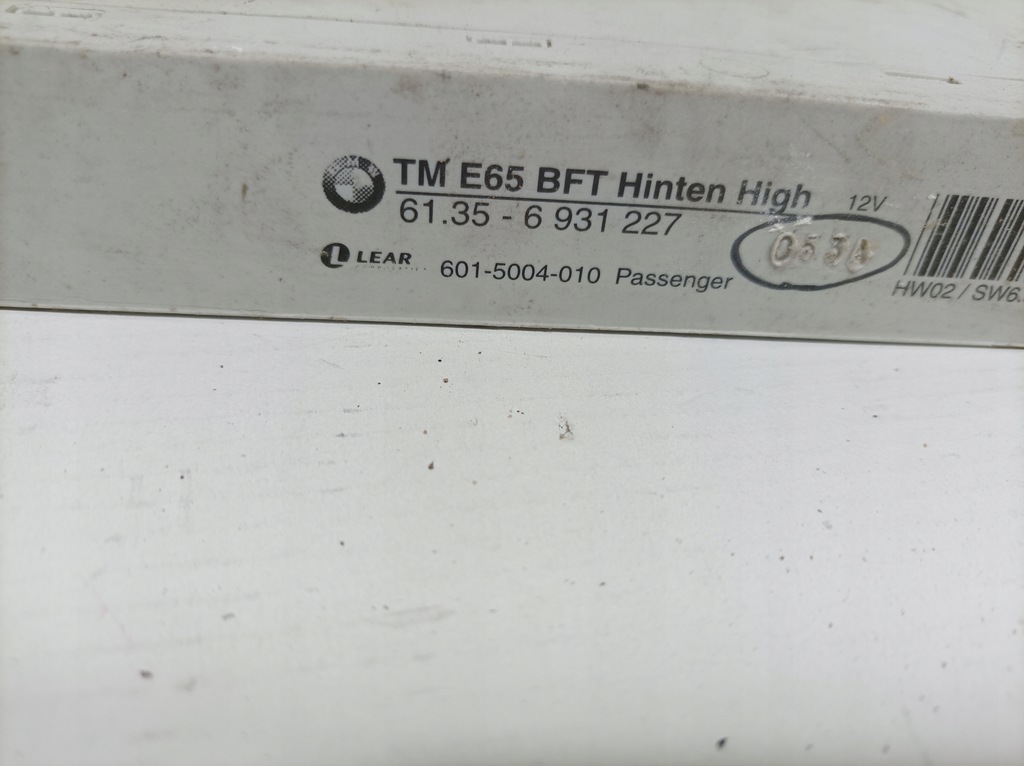 TM E65 BFT Hinten High 12V
61.35 - 6 931 227
LEAR
601-5004-010 Passenger
HW02 / SW6.